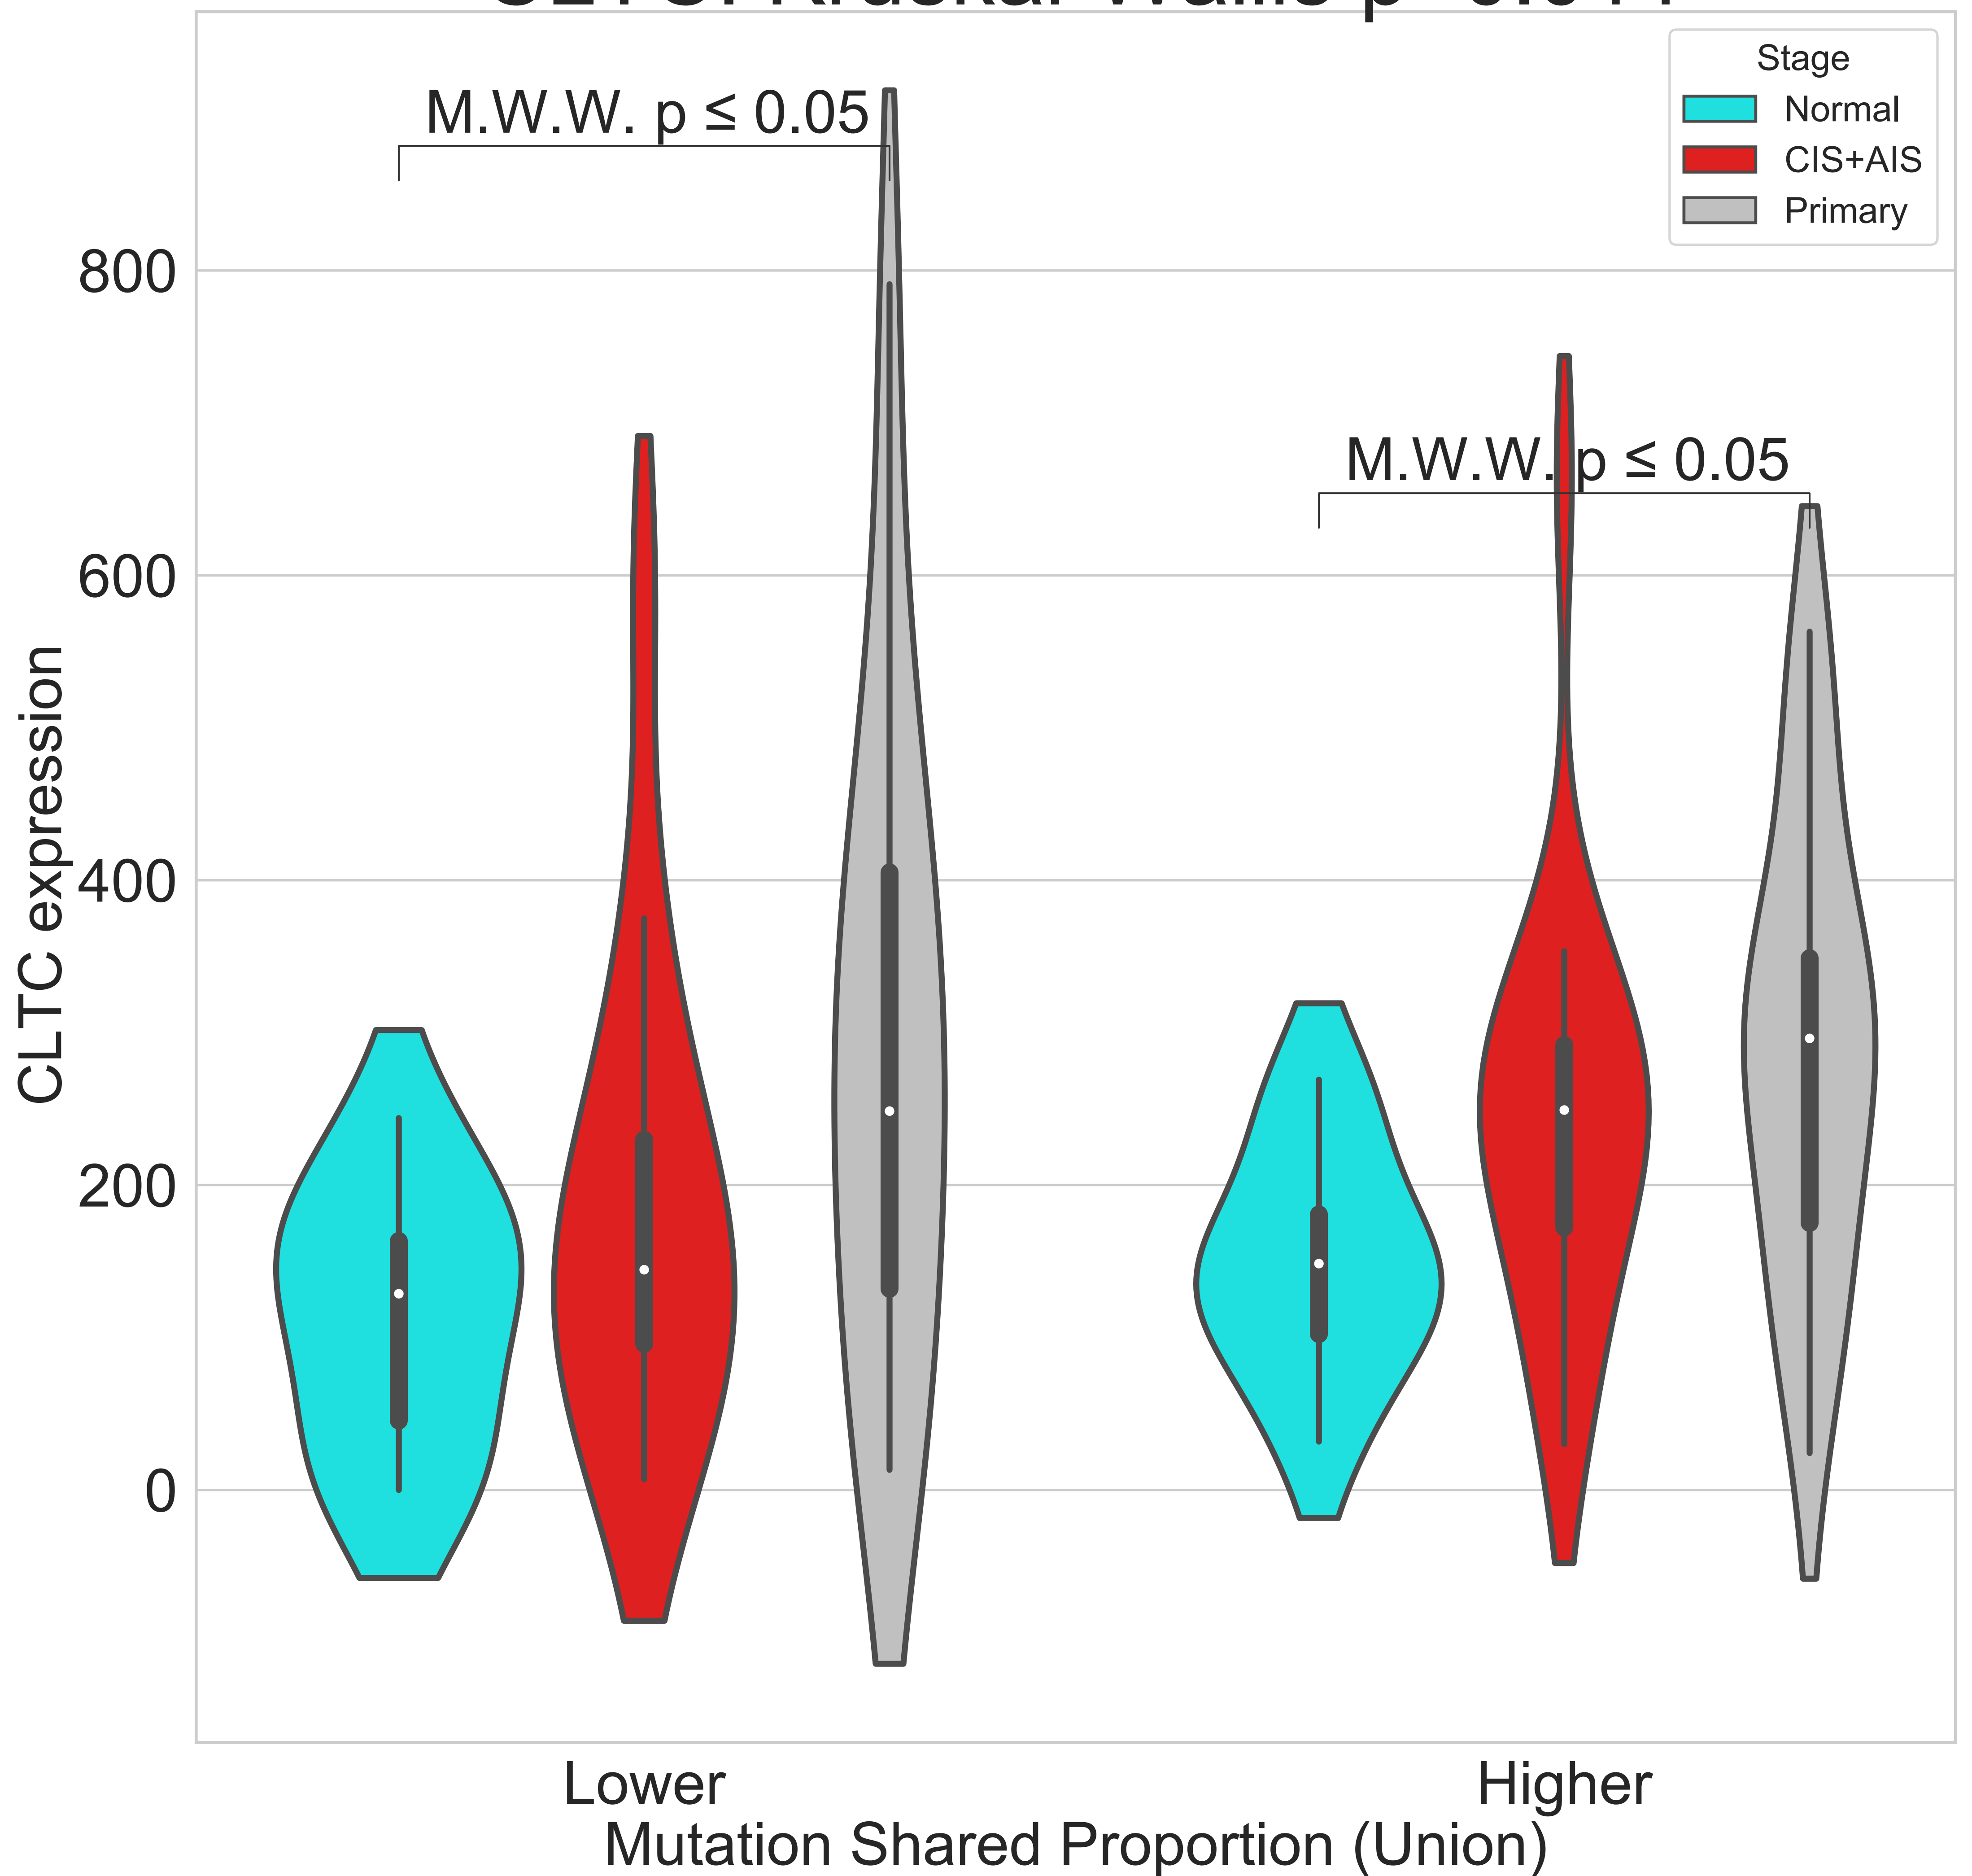 Stage
Normal
CIS+AIS
Primary
M.W.W. p ≤ 0.05
M.W.W. p ≤ 0.05
800
600
400
200
0
CLTC expression
Lower
Higher
Mutation Shared Proportion (Union)